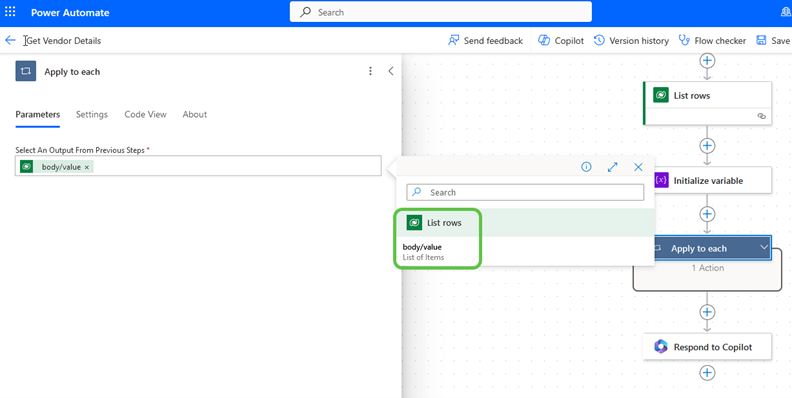 Power Automate
Search
Get Vendor Details
Send feedback
Copilot
Version history
Flow checker
Save
Apply to each
Parameters
Settings
Code View
About
Select An Output From Previous Steps *
body/value ×
Search
List rows
body/value
List of Items
List rows
{x}
Initialize variable
Apply to each
1 Action
Respond to Copilot